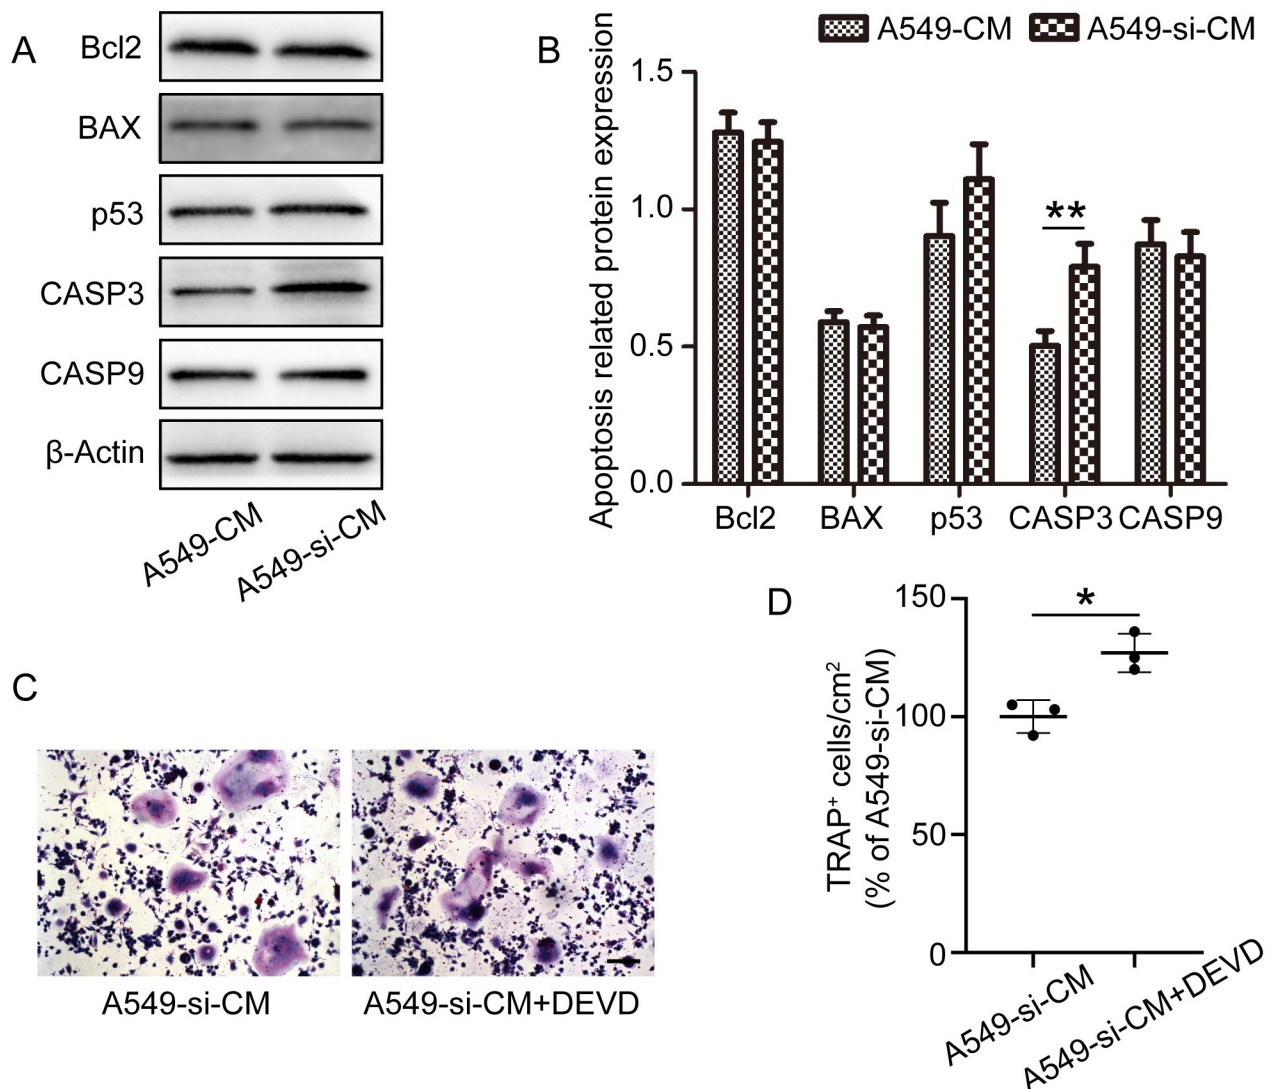 A
Bcl2
BAX
p53
CASP3
CASP9
β-Actin
A549-CM
A549-si-CM
B
A549-CM
A549-si-CM
Apoptosis related protein expression
1.5
1.0
0.5
0.0
**
Bcl2
BAX
p53
CASP3
CASP9
C
A549-si-CM
A549-si-CM+DEVD
D
TRAP⁺ cells/cm²
(% of A549-si-CM)
150
100
50
0
*
A549-si-CM
A549-si-CM+DEVD